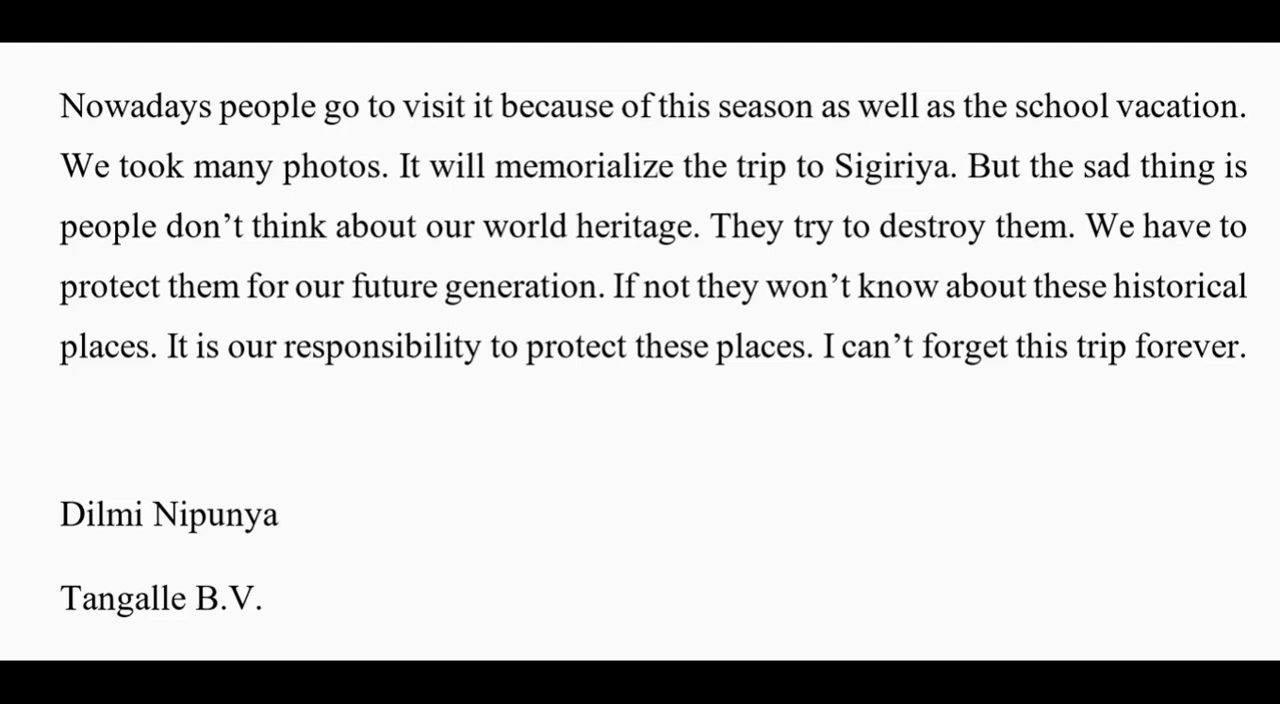 Nowadays people go to visit it because of this season as well as the school vacation.
We took many photos. It will memorialize the trip to Sigiriya. But the sad thing is
people don’t think about our world heritage. They try to destroy them. We have to
protect them for our future generation. If not they won’t know about these historical
places. It is our responsibility to protect these places. I can’t forget this trip forever.
Dilmi Nipunya
Tangalle B.V.